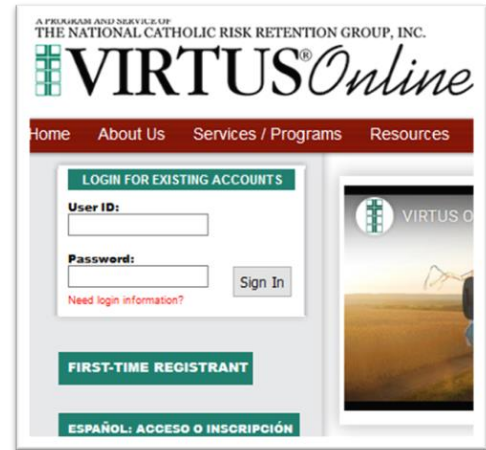 A PROGRAM AND SERVICE OF
THE NATIONAL CATHOLIC RISK RETENTION GROUP, INC.
VIRTUS® Online
Home About Us Services / Programs Resources
LOGIN FOR EXISTING ACCOUNTS
User ID:
Password:
Sign In
Need login information?
FIRST-TIME REGISTRANT
ESPAÑOL: ACCESO O INSCRIPCIÓN
VIRTUS O